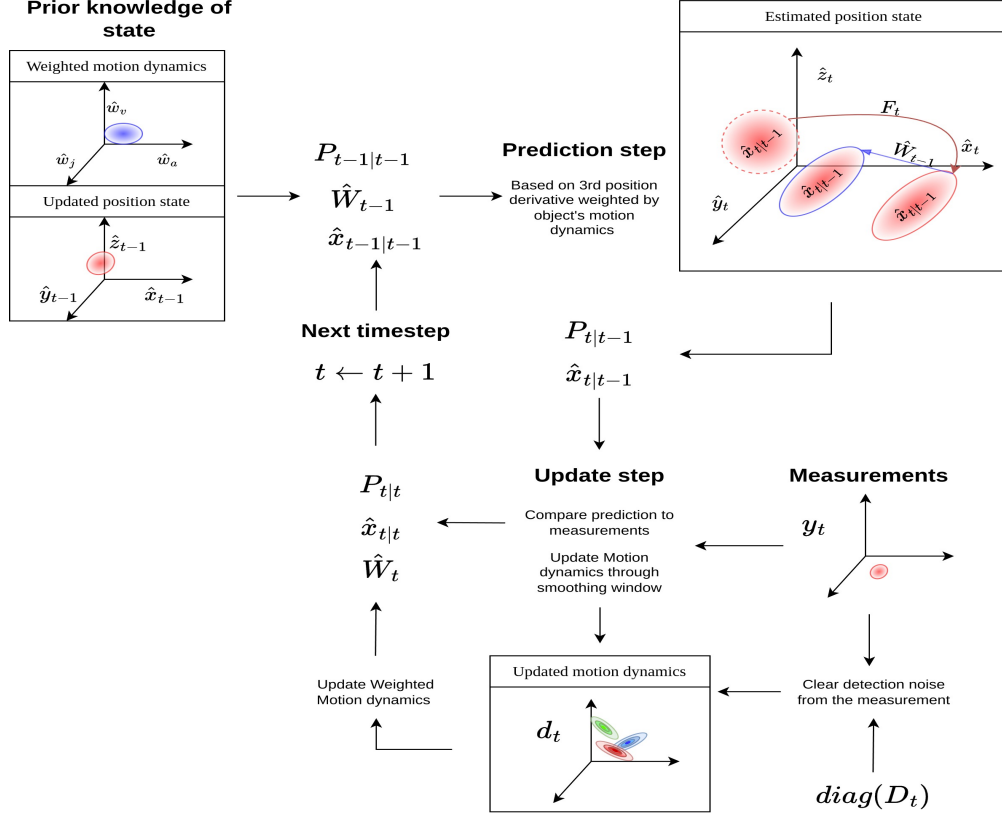 Prior knowledge of
state
Weighted motion dynamics
ŵ_v
ŵ_j
ŵ_a
Updated position state
ẑ_{t−1}
ŷ_{t−1}
x̂_{t−1}
P_{t−1|t−1}
Ŵ_{t−1}
x̂_{t−1|t−1}
Prediction step
Based on 3rd position
derivative weighted by
object's motion
dynamics
Estimated position state
ẑ_t
F_t
x̂_{t|t−1}
Ŵ_{t−1}
x̂_t
x̂_{t|t−1}
x̂_{t|t−1}
ŷ_t
Next timestep
t ← t + 1
P_{t|t−1}
x̂_{t|t−1}
P_{t|t}
x̂_{t|t}
Ŵ_t
Update step
Compare prediction to
measurements
Update Motion
dynamics through
smoothing window
Measurements
y_t
Update Weighted
Motion dynamics
Updated motion dynamics
d_t
Clear detection noise
from the measurement
diag(D_t)